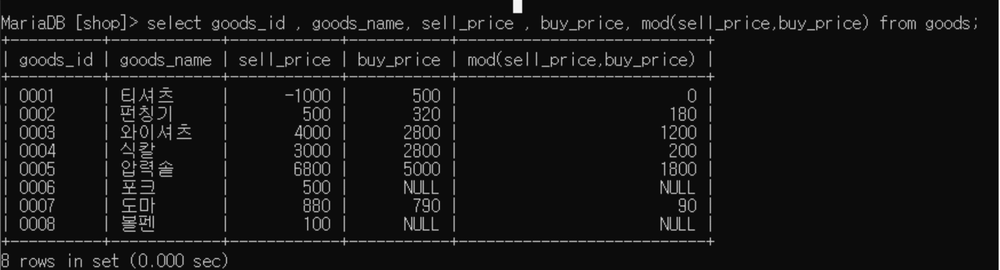 MariaDB [shop]> select goods_id , goods_name, sell_price , buy_price, mod(sell_price,buy_price) from goods;
+-----------+------------+------------+-----------+---------------------------+
| goods_id | goods_name | sell_price | buy_price | mod(sell_price,buy_price) |
+-----------+------------+------------+-----------+---------------------------+
| 0001 | 티셔츠 | -1000 | 500 | 0 |
| 0002 | 펀칭기 | 500 | 320 | 180 |
| 0003 | 와이셔츠 | 4000 | 2800 | 1200 |
| 0004 | 식칼 | 3000 | 2800 | 200 |
| 0005 | 압력솥 | 6800 | 5000 | 1800 |
| 0006 | 포크 | 500 | NULL | NULL |
| 0007 | 도마 | 880 | 790 | 90 |
| 0008 | 볼펜 | 100 | NULL | NULL |
+-----------+------------+------------+-----------+---------------------------+
8 rows in set (0.000 sec)